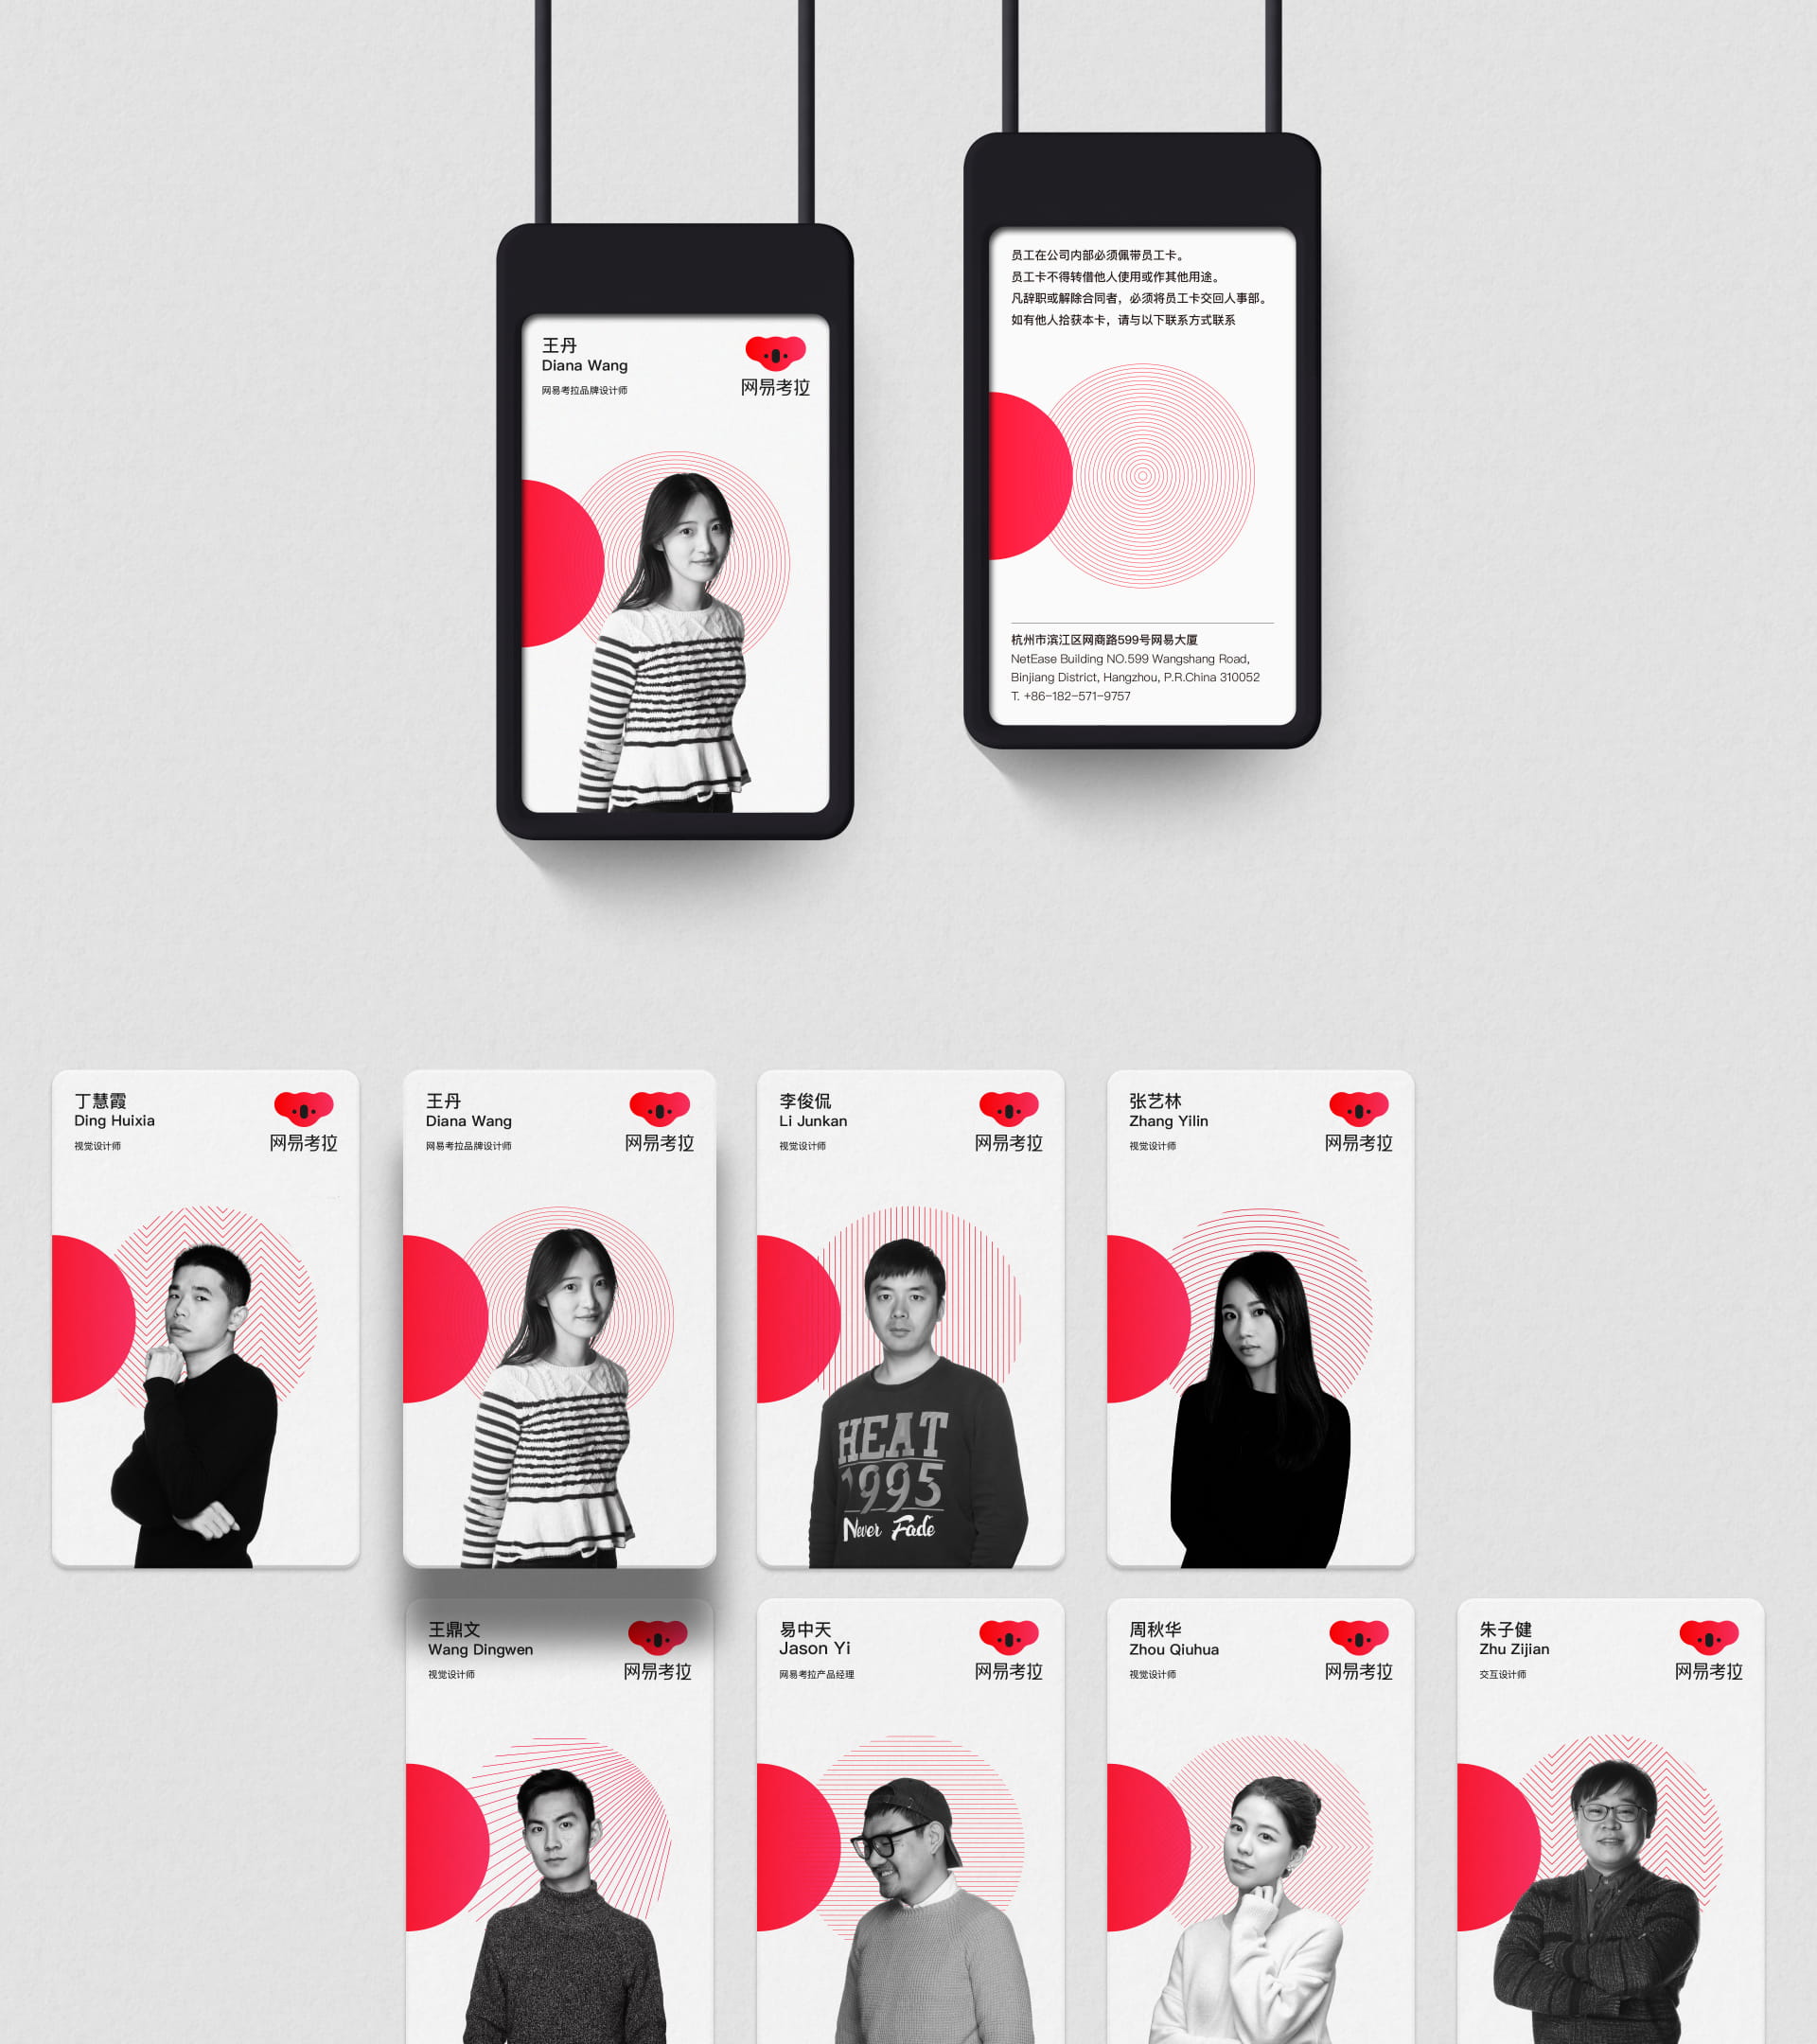 王丹
Diana Wang
网易考拉品牌设计师
网易考拉
员工在公司内部必须佩带员工卡。
员工卡不得转借他人使用或作其他用途。
凡辞职或解除合同者，必须将员工卡交回人事部。
如有他人拾获本卡，请与以下联系方式联系
杭州市滨江区网商路599号网易大厦
NetEase Building NO.599 Wangshang Road,
Binjiang District, Hangzhou, P.R.China 310052
T. +86-182-571-9757
丁慧霞
Ding Huixia
视觉设计师
网易考拉
王丹
Diana Wang
网易考拉品牌设计师
网易考拉
李俊侃
Li Junkan
视觉设计师
网易考拉
HEAT
1995
Never Fade
张艺林
Zhang Yilin
视觉设计师
网易考拉
王鼎文
Wang Dingwen
视觉设计师
网易考拉
易中天
Jason Yi
网易考拉产品经理
网易考拉
周秋华
Zhou Qiuhua
视觉设计师
网易考拉
朱子健
Zhu Zijian
交互设计师
网易考拉